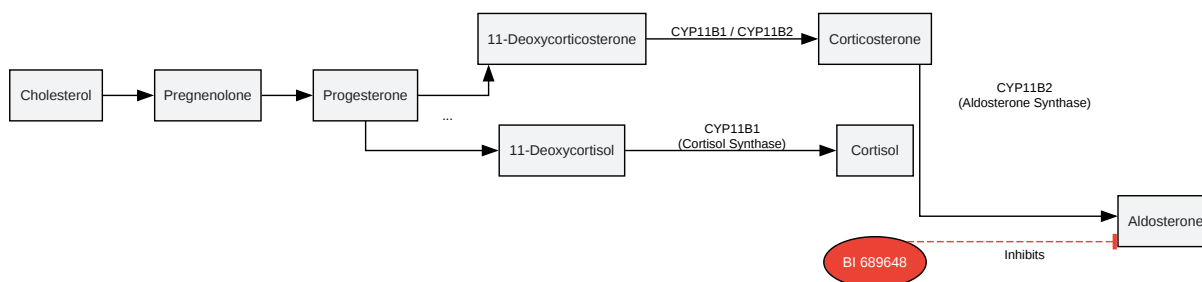 11-Deoxycorticosterone
CYP11B1 / CYP11B2
Corticosterone
Cholesterol
Pregnenolone
Progesterone
...
CYP11B2
(Aldosterone Synthase)
11-Deoxycortisol
CYP11B1
(Cortisol Synthase)
Cortisol
Aldosterone
BI 689648
Inhibits